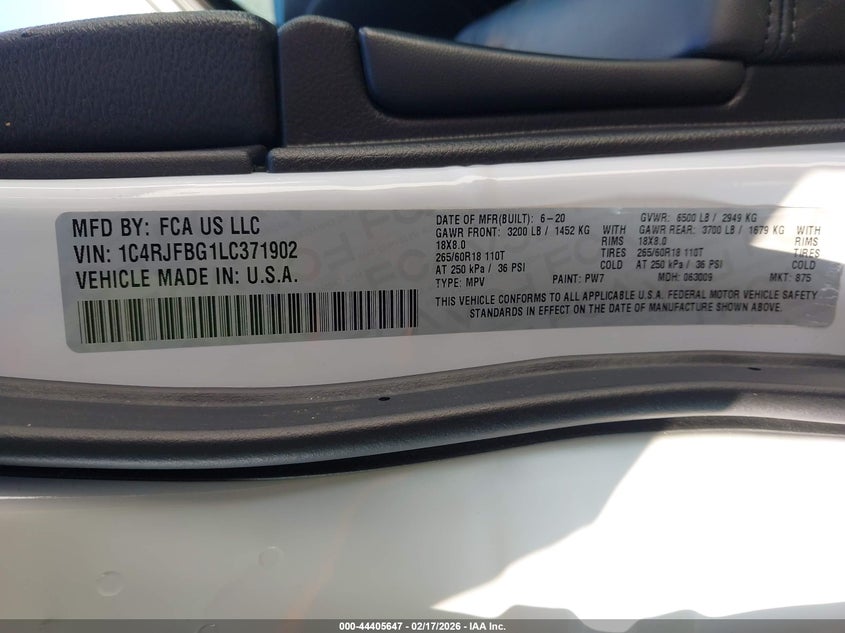 MFD BY: FCA US LLC
VIN: 1C4RJFBG1LC371902
VEHICLE MADE IN: U.S.A.
DATE OF MFR(BUILT): 6-20 GVWR: 6500 LB / 2949 KG
GAWR FRONT: 3200 LB / 1452 KG WITH GAWR REAR: 3700 LB / 1679 KG WITH
18X8.0 RIMS 18X8.0 RIMS
265/60R18 110T TIRES 265/60R18 110T TIRES
AT 250 kPa / 36 PSI COLD AT 250 kPa / 36 PSI COLD
TYPE: MPV PAINT: PW7 MDH: 063009 MKT: 875
THIS VEHICLE CONFORMS TO ALL APPLICABLE U.S.A. FEDERAL MOTOR VEHICLE SAFETY
STANDARDS IN EFFECT ON THE DATE OF MANUFACTURE SHOWN ABOVE.
000-44405647 - 02/17/2026 - IAA Inc.